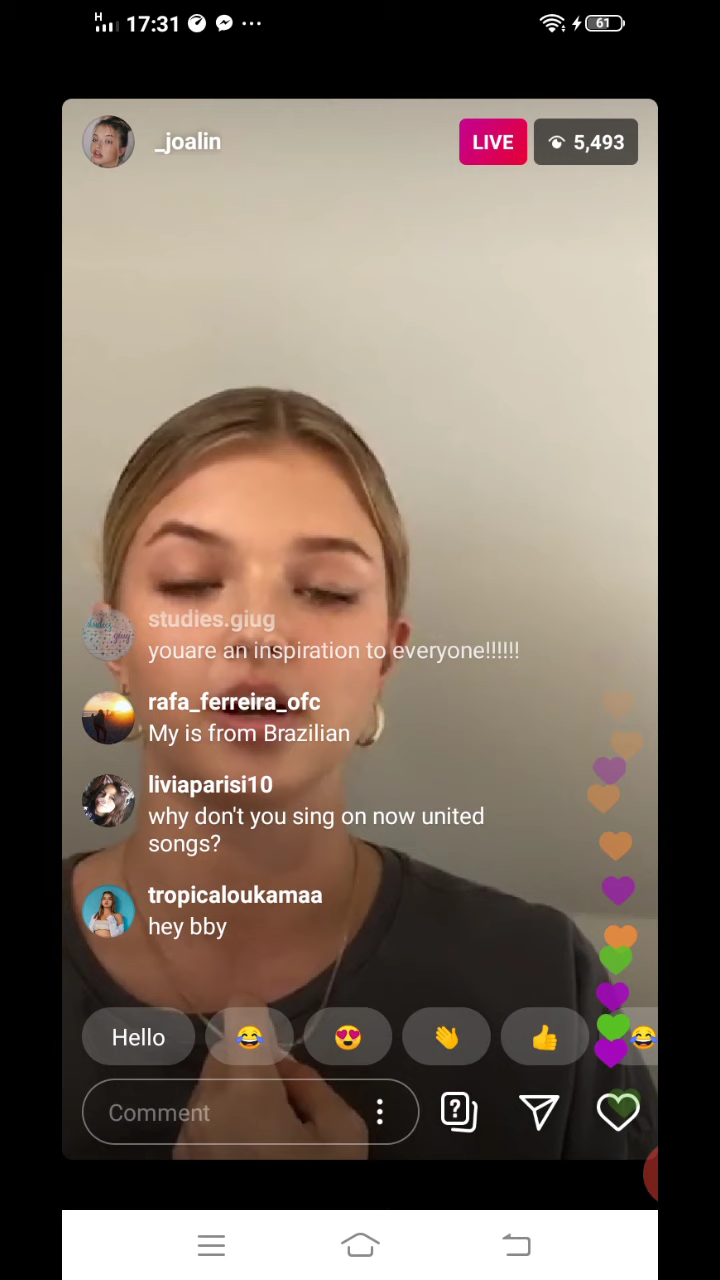 H
17:31
61
_joalin
LIVE
5,493
studies.giug
youare an inspiration to everyone!!!!!!
rafa_ferreira_ofc
My is from Brazilian
liviaparisi10
why don't you sing on now united
songs?
tropicaloukamaa
hey bby
Hello
Comment